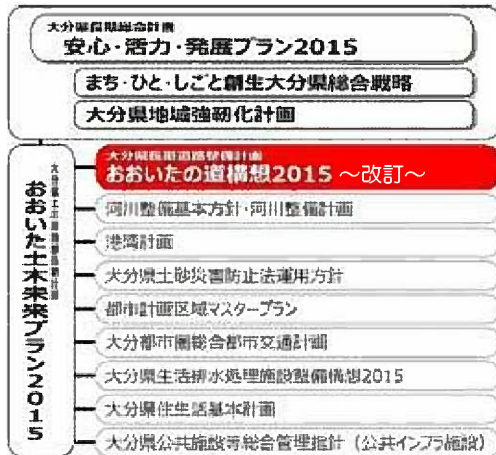 大分県長期総合計画
安心・活力・発展プラン2015
まち・ひと・しごと創生大分県総合戦略
大分県地域強靭化計画
大分県長期道路整備計画
おおいたの道構想2015 ～改訂～
おおいた土木未来プラン2015
河川整備基本方針・河川整備計画
港湾計画
大分県土砂災害防止法運用方針
都市計画区域マスタープラン
大分都市圏総合都市交通計画
大分県生活排水処理施設整備構想2015
大分県住生活基本計画
大分県公共施設等総合管理指針（公共インフラ施設）